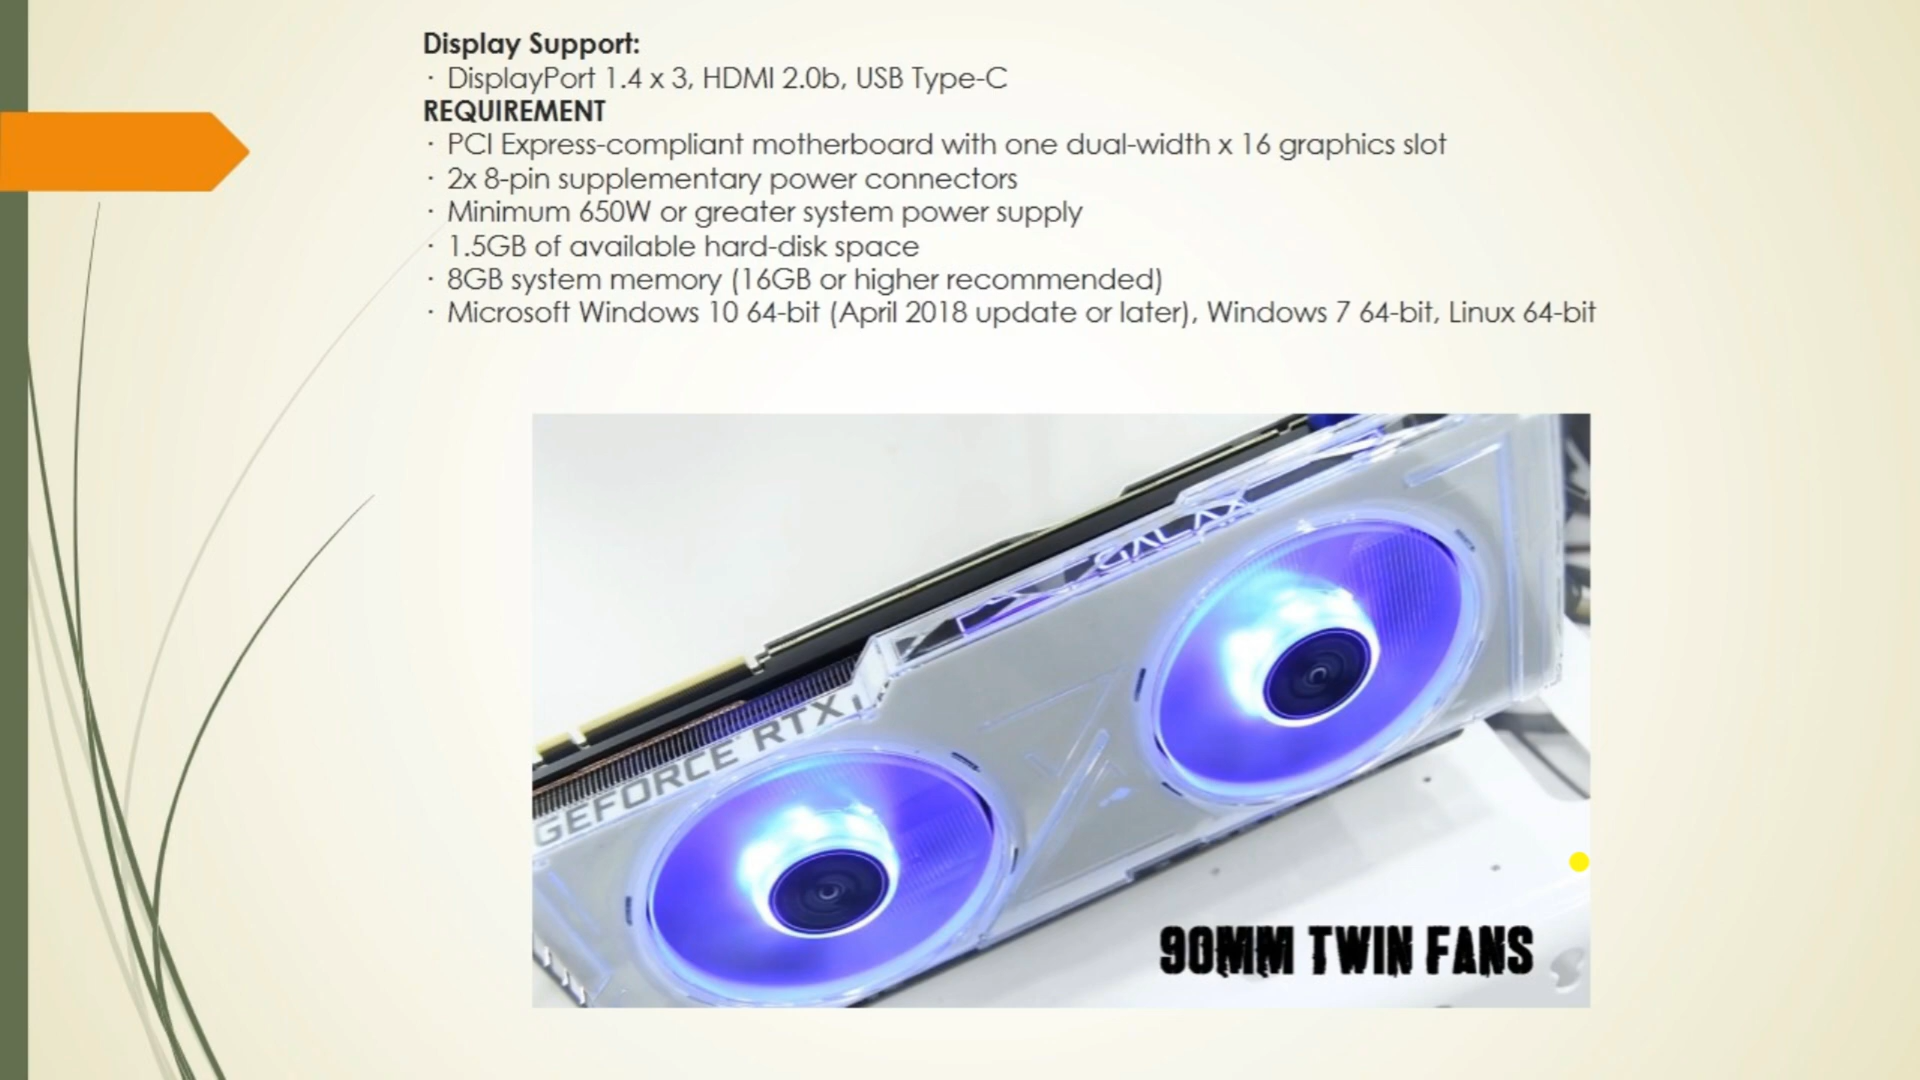 Display Support:
· DisplayPort 1.4 x 3, HDMI 2.0b, USB Type-C
REQUIREMENT
· PCI Express-compliant motherboard with one dual-width x 16 graphics slot
· 2x 8-pin supplementary power connectors
· Minimum 650W or greater system power supply
· 1.5GB of available hard-disk space
· 8GB system memory (16GB or higher recommended)
· Microsoft Windows 10 64-bit (April 2018 update or later), Windows 7 64-bit, Linux 64-bit
GALAX
GEFORCE RTX
90MM TWIN FANS